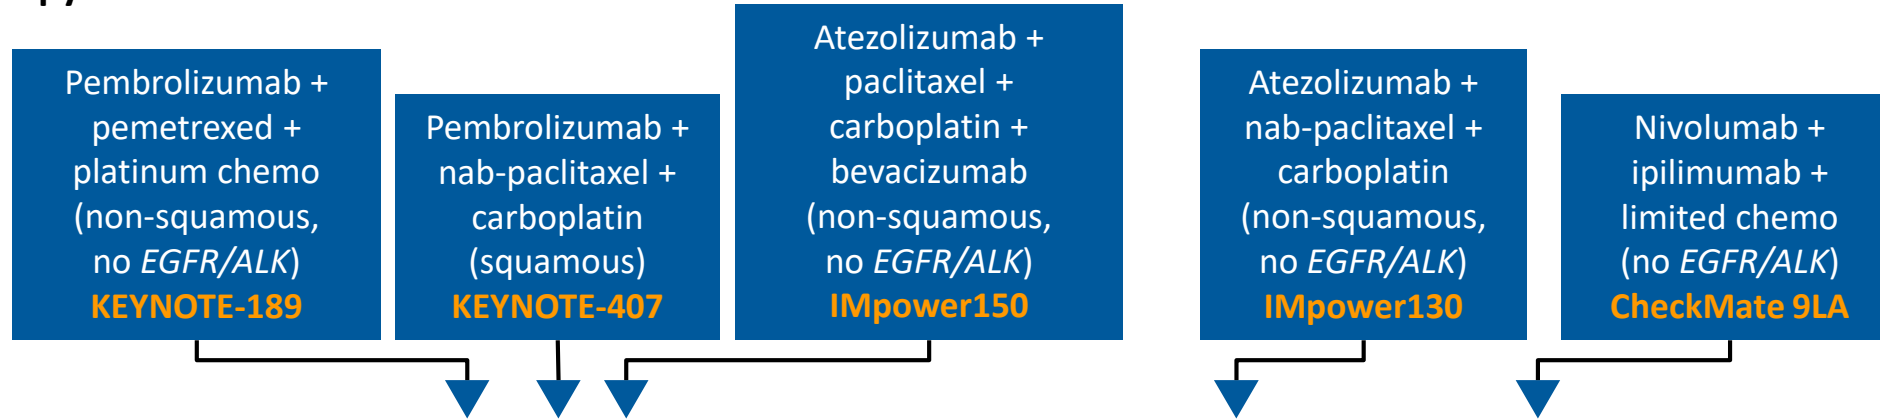 Pembrolizumab +
pemetrexed +
platinum chemo
(non-squamous,
no EGFR/ALK)
KEYNOTE-189
Pembrolizumab +
nab-paclitaxel +
carboplatin
(squamous)
KEYNOTE-407
Atezolizumab +
paclitaxel +
carboplatin +
bevacizumab
(non-squamous,
no EGFR/ALK)
IMpower150
Atezolizumab +
nab-paclitaxel +
carboplatin
(non-squamous,
no EGFR/ALK)
IMpower130
Nivolumab +
ipilimumab +
limited chemo
(no EGFR/ALK)
CheckMate 9LA